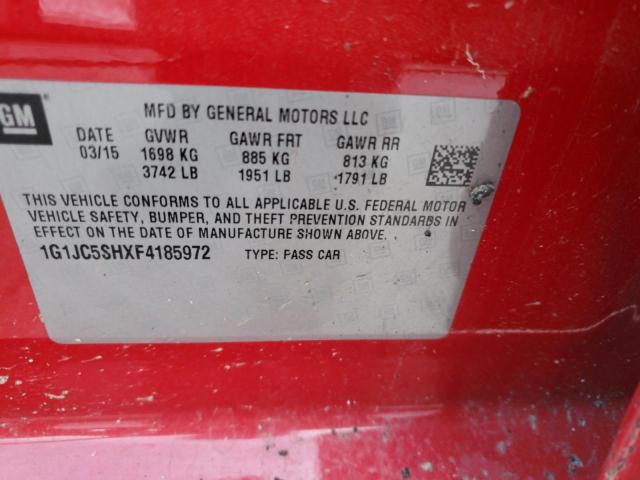 GM
MFD BY GENERAL MOTORS LLC
DATE GVWR GAWR FRT GAWR RR
03/15 1698 KG 885 KG 813 KG
3742 LB 1951 LB 1791 LB
THIS VEHICLE CONFORMS TO ALL APPLICABLE U.S. FEDERAL MOTOR
VEHICLE SAFETY, BUMPER, AND THEFT PREVENTION STANDARDS IN
EFFECT ON THE DATE OF MANUFACTURE SHOWN ABOVE.
1G1JC5SHXF4185972 TYPE: PASS CAR